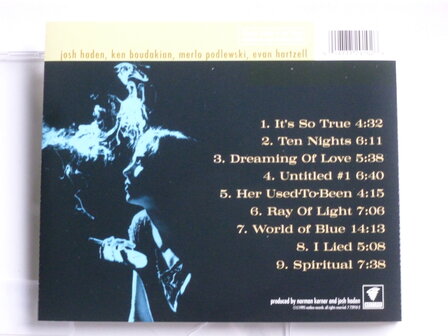 josh haden, ken boudakian, merlo podlewski, evan hartzell
1. It's So True 4:32
2. Ten Nights 6:11
3. Dreaming Of Love 5:38
4. Untitled #1 6:40
5. Her Used-To-Been 4:15
6. Ray Of Light 7:06
7. World of Blue 14:13
8. I Lied 5:08
9. Spiritual 7:38
produced by norman kerner and josh haden